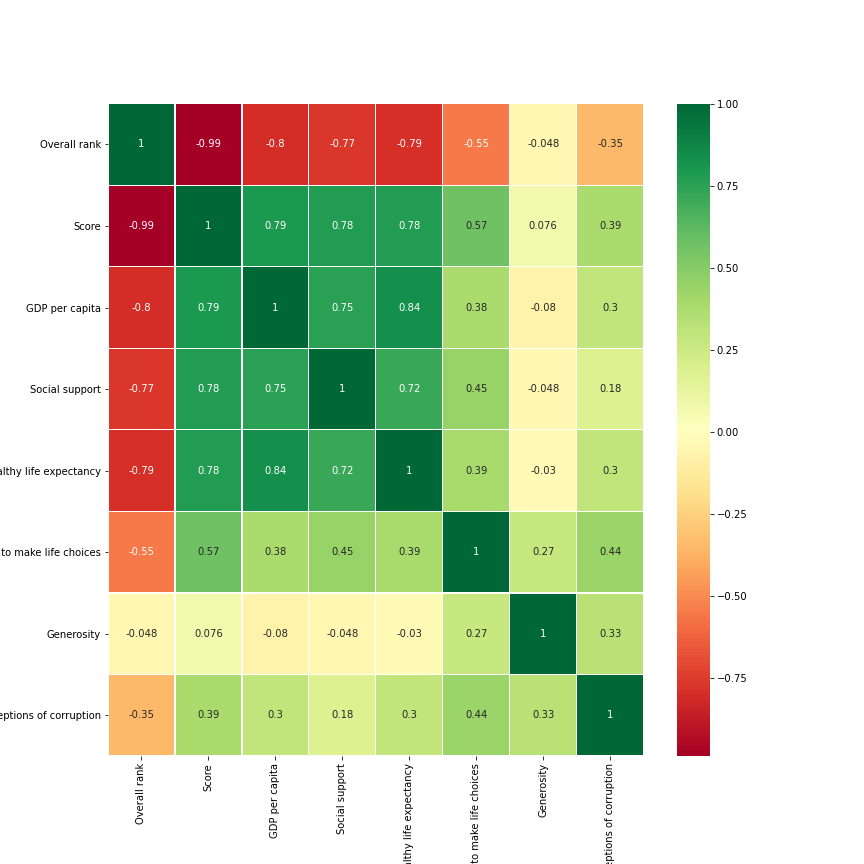 Overall rank 1 -0.99 -0.8 -0.77 -0.79 -0.55 -0.048 -0.35
Score -0.99 1 0.79 0.78 0.78 0.57 0.076 0.39
GDP per capita -0.8 0.79 1 0.75 0.84 0.38 -0.08 0.3
Social support -0.77 0.78 0.75 1 0.72 0.45 -0.048 0.18
althy life expectancy -0.79 0.78 0.84 0.72 1 0.39 -0.03 0.3
to make life choices -0.55 0.57 0.38 0.45 0.39 1 0.27 0.44
Generosity -0.048 0.076 -0.08 -0.048 -0.03 0.27 1 0.33
eptions of corruption -0.35 0.39 0.3 0.18 0.3 0.44 0.33 1
Overall rank
Score
GDP per capita
Social support
lthy life expectancy
to make life choices
Generosity
eptions of corruption
1.00
0.75
0.50
0.25
0.00
−0.25
−0.50
−0.75